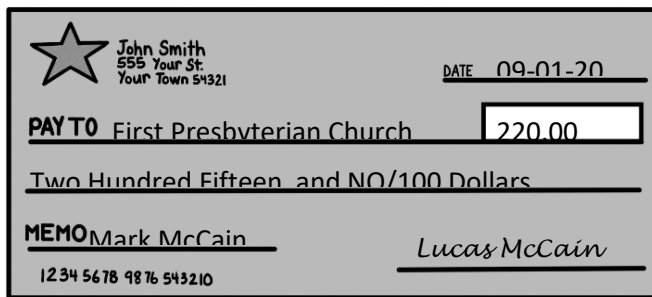 John Smith
555 Your St.
Your Town 54321
DATE 09-01-20
PAY TO First Presbyterian Church 220.00
Two Hundred Fifteen and NO/100 Dollars
MEMO Mark McCain
Lucas McCain
1234 5678 9876 543210